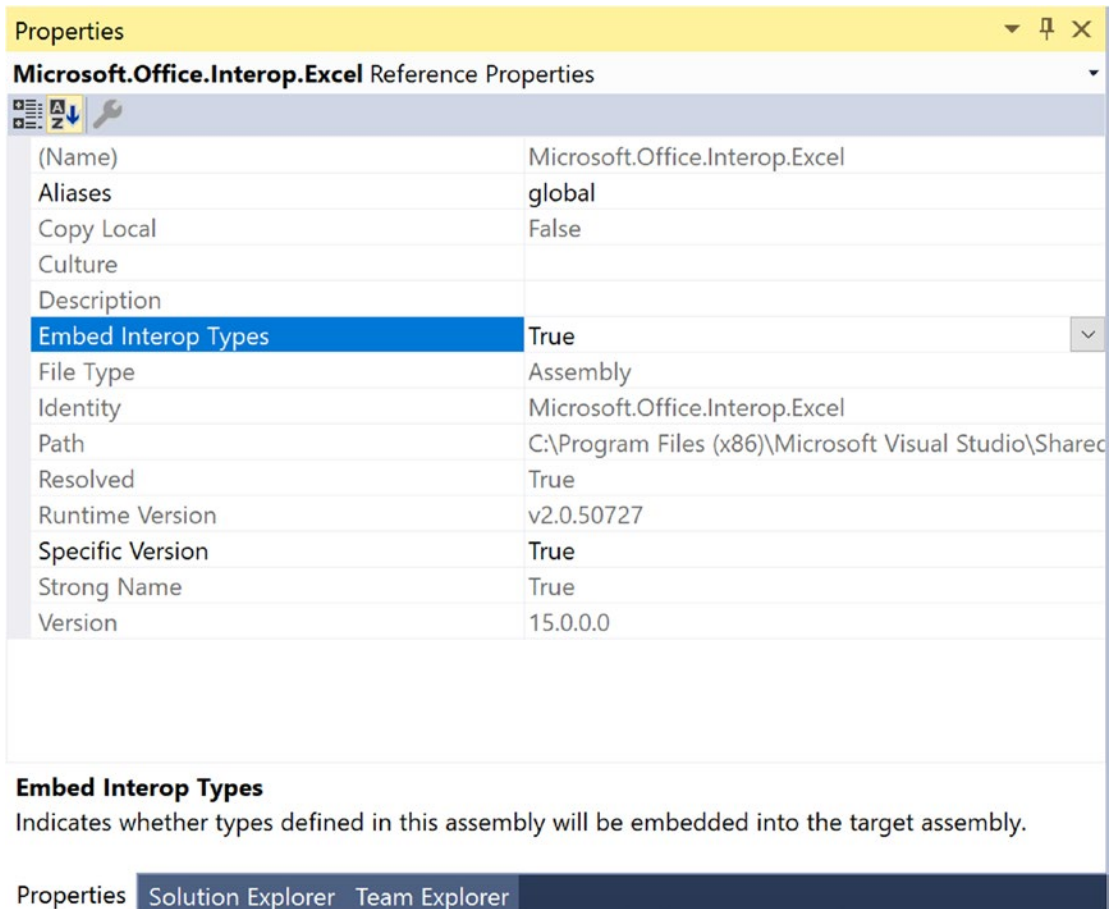 Properties
Microsoft.Office.Interop.Excel Reference Properties
(Name) Microsoft.Office.Interop.Excel
Aliases global
Copy Local False
Culture
Description
Embed Interop Types True
File Type Assembly
Identity Microsoft.Office.Interop.Excel
Path C:\Program Files (x86)\Microsoft Visual Studio\Shared
Resolved True
Runtime Version v2.0.50727
Specific Version True
Strong Name True
Version 15.0.0.0
Embed Interop Types
Indicates whether types defined in this assembly will be embedded into the target assembly.
Properties Solution Explorer Team Explorer